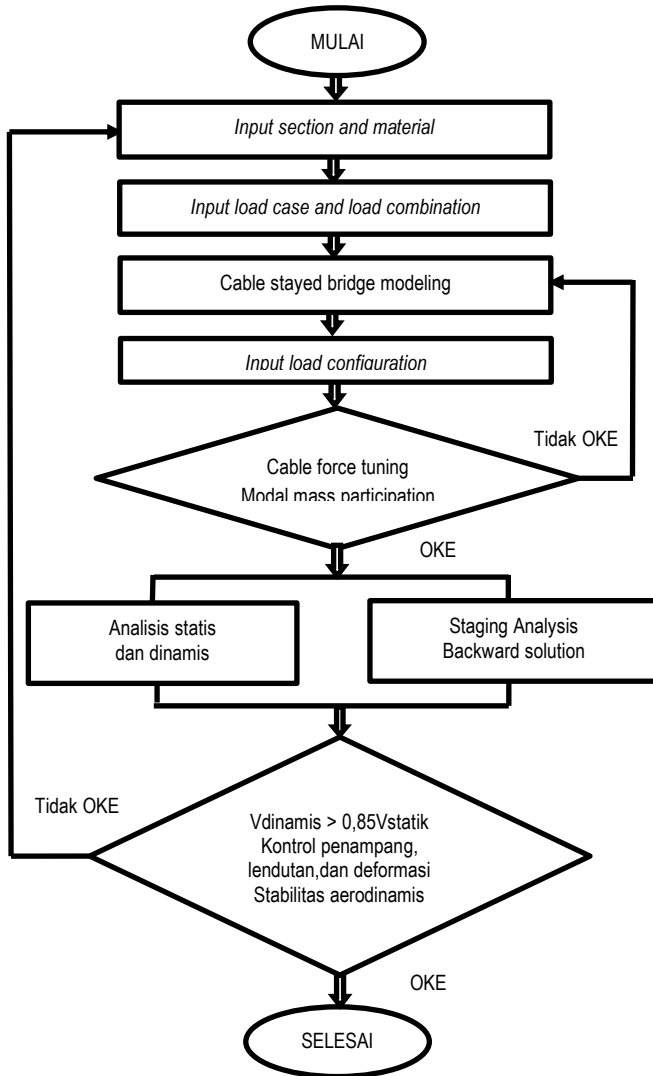 MULAI
Input section and material
Input load case and load combination
Cable stayed bridge modeling
Input load configuration
Tidak OKE
Cable force tuning
Modal mass participation
OKE
Analisis statis
dan dinamis
Staging Analysis
Backward solution
Tidak OKE
Vdinamis > 0,85Vstatik
Kontrol penampang,
lendutan,dan deformasi
Stabilitas aerodinamis
OKE
SELESAI